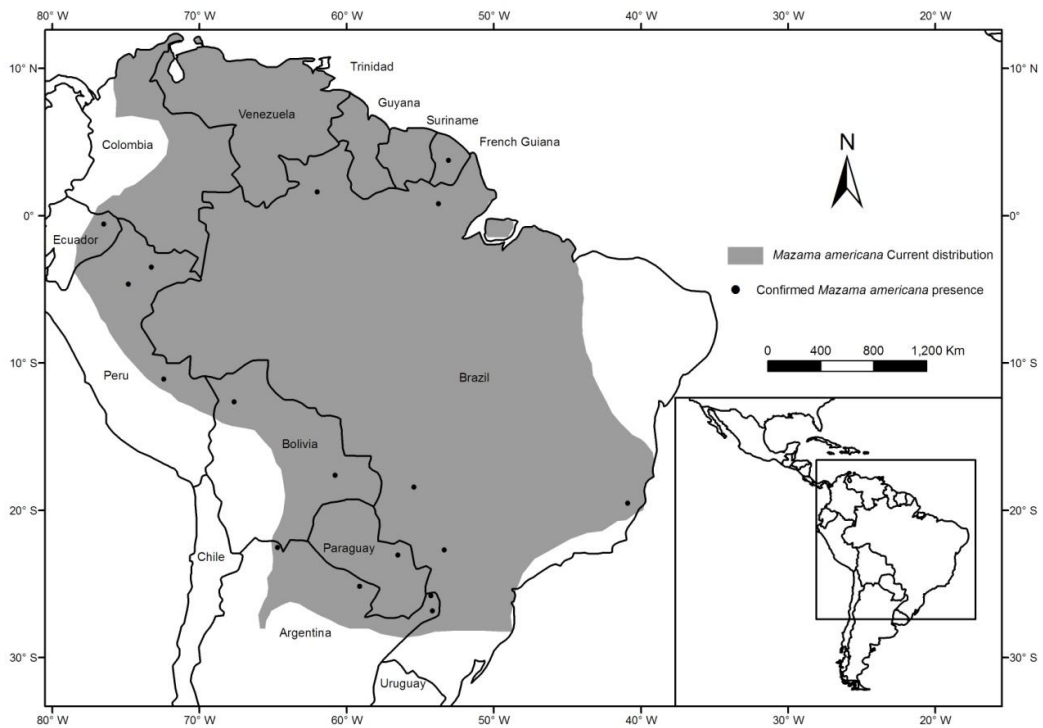 80° W 70° W 60° W 50° W 40° W 30° W 20° W
10° N 10° N
Trinidad
Guyana
Venezuela
Suriname
Colombia
French Guiana
N
0° 0°
Ecuador
Mazama americana Current distribution
Confirmed Mazama americana presence
0 400 800 1,200 Km
10° S 10° S
Peru
Brazil
Bolivia
20° S 20° S
Paraguay
Chile
Argentina
30° S 30° S
Uruguay
80° W 70° W 60° W 50° W 40° W 30° W 20° W